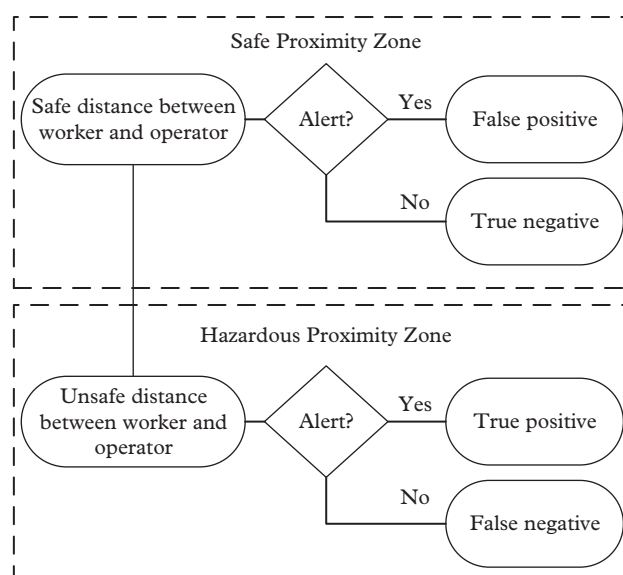 Safe Proximity Zone
Safe distance between
worker and operator
Alert?
Yes
False positive
No
True negative
Hazardous Proximity Zone
Unsafe distance
between worker and
operator
Alert?
Yes
True positive
No
False negative